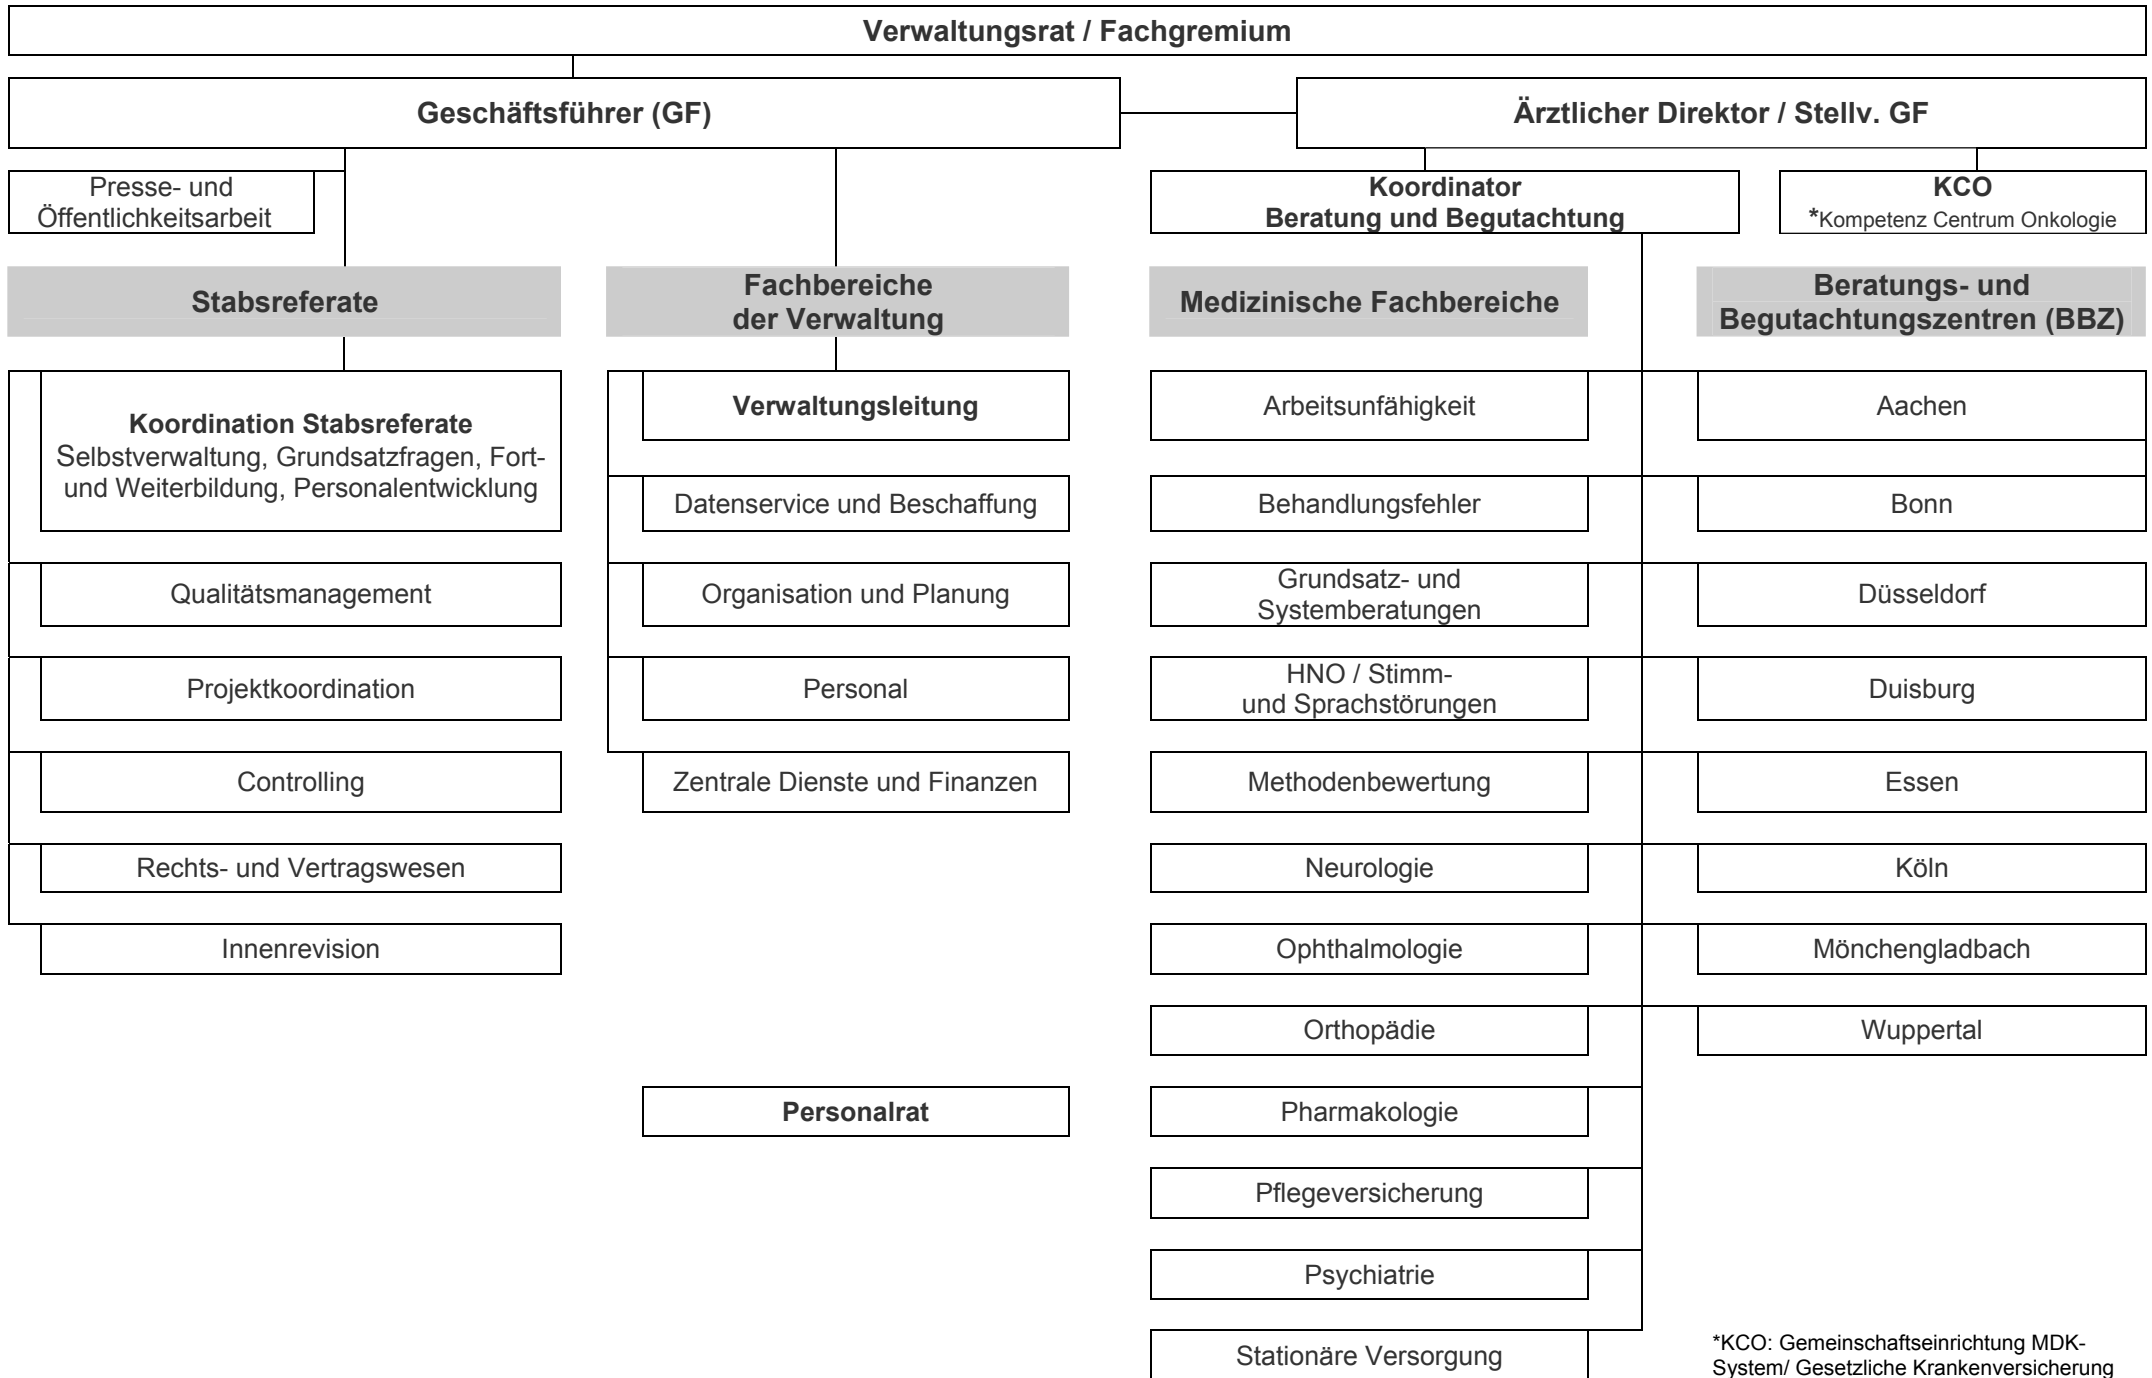 Verwaltungsrat / Fachgremium
Geschäftsführer (GF)
Ärztlicher Direktor / Stellv. GF
Presse- und
Öffentlichkeitsarbeit
Koordinator
Beratung und Begutachtung
KCO
*Kompetenz Centrum Onkologie
Stabsreferate
Koordination Stabsreferate
Selbstverwaltung, Grundsatzfragen, Fort-
und Weiterbildung, Personalentwicklung
Qualitätsmanagement
Projektkoordination
Controlling
Rechts- und Vertragswesen
Innenrevision
Fachbereiche
der Verwaltung
Verwaltungsleitung
Datenservice und Beschaffung
Organisation und Planung
Personal
Zentrale Dienste und Finanzen
Personalrat
Medizinische Fachbereiche
Arbeitsunfähigkeit
Behandlungsfehler
Grundsatz- und
Systemberatungen
HNO / Stimm-
und Sprachstörungen
Methodenbewertung
Neurologie
Ophthalmologie
Orthopädie
Pharmakologie
Pflegeversicherung
Psychiatrie
Stationäre Versorgung
Beratungs- und
Begutachtungszentren (BBZ)
Aachen
Bonn
Düsseldorf
Duisburg
Essen
Köln
Mönchengladbach
Wuppertal
*KCO: Gemeinschaftseinrichtung MDK-
System/ Gesetzliche Krankenversicherung